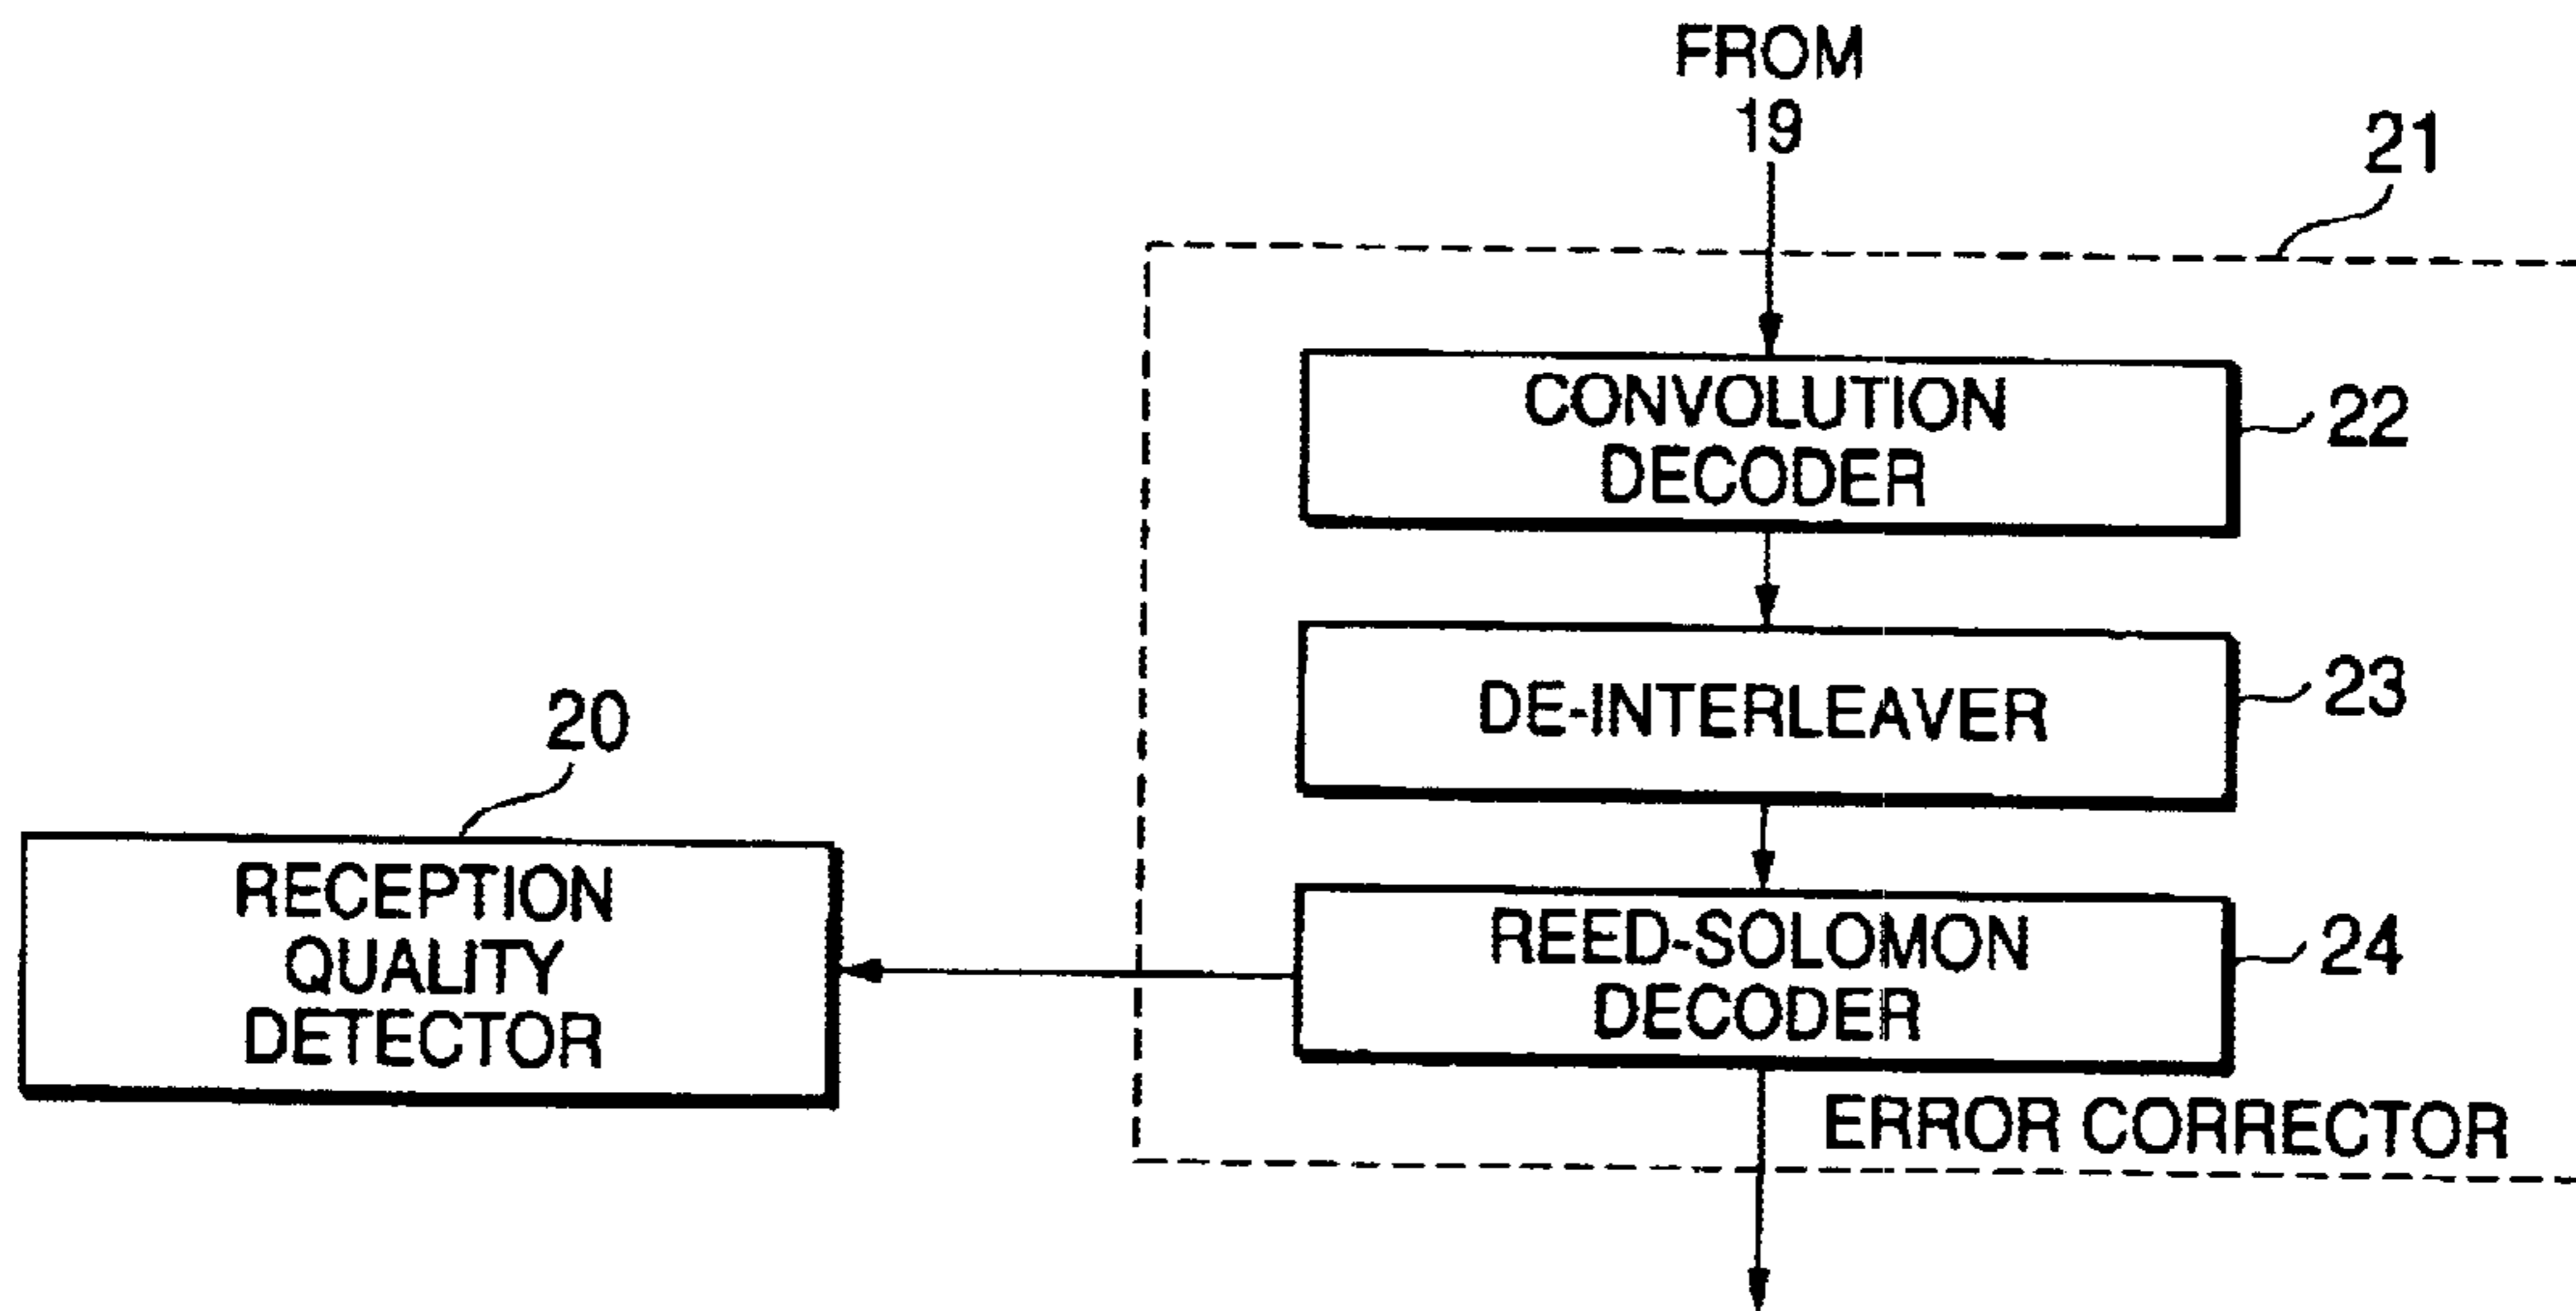 FROM
19
21
CONVOLUTION
DECODER
22
DE-INTERLEAVER
23
20
RECEPTION
QUALITY
DETECTOR
REED-SOLOMON
DECODER
24
ERROR CORRECTOR